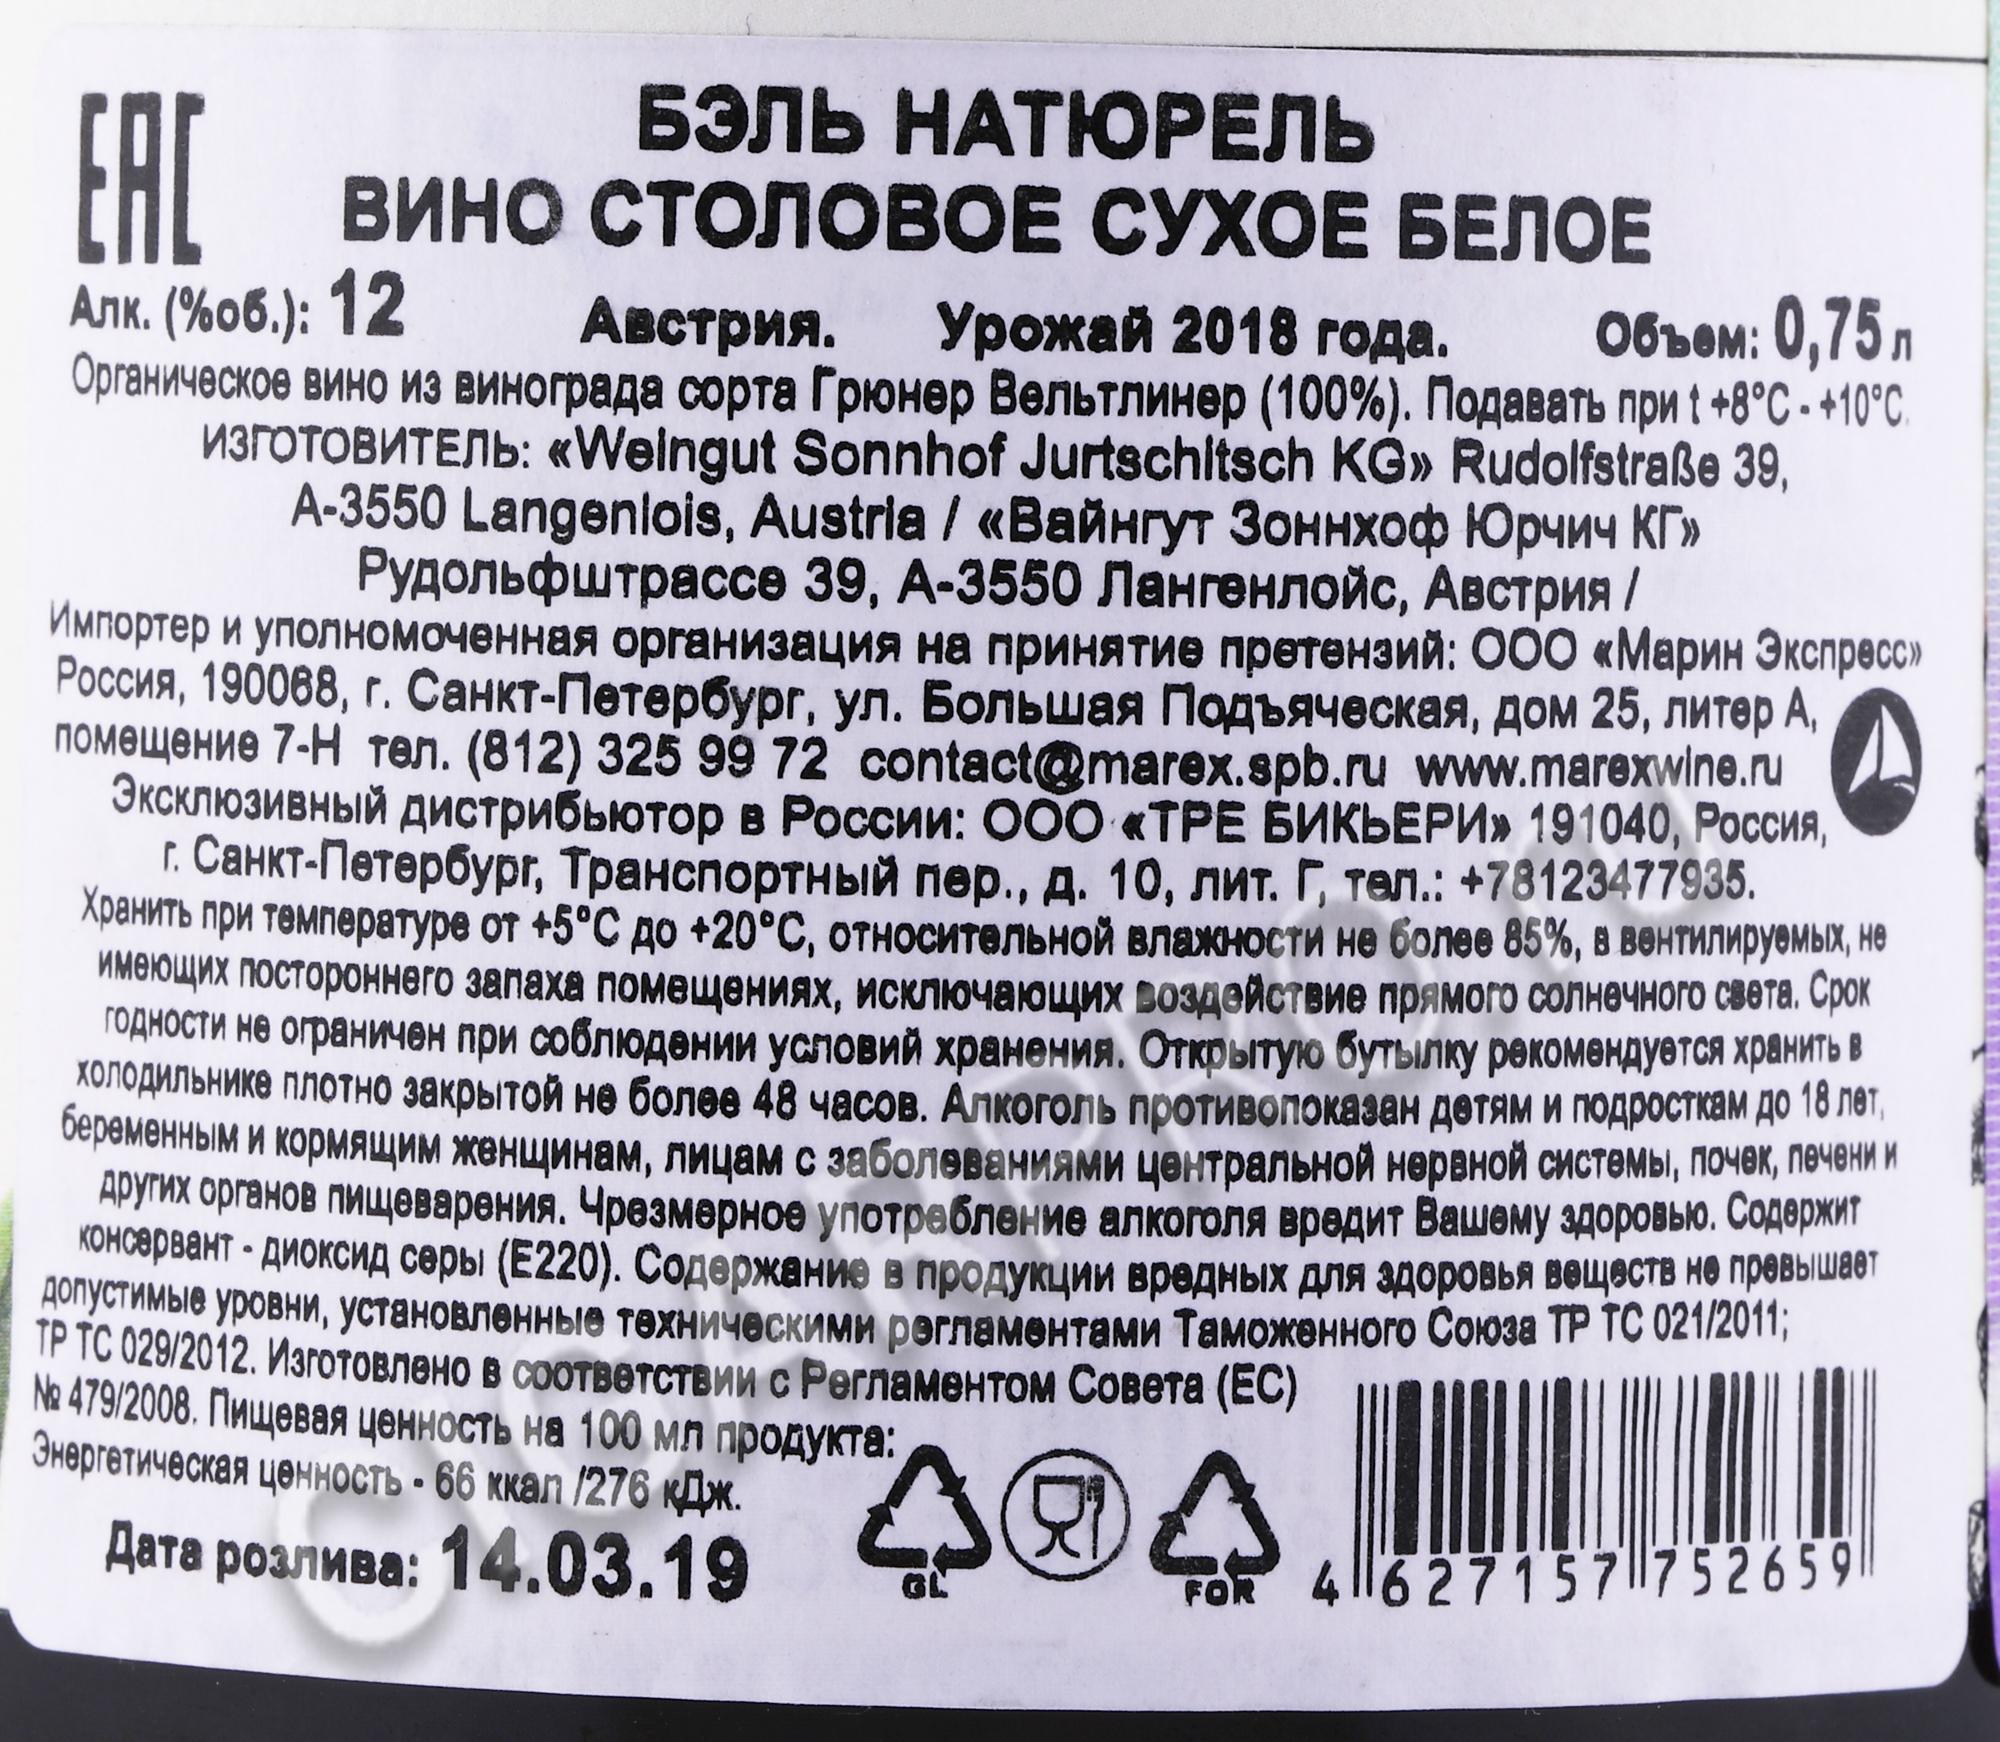 EAC
БЭЛЬ НАТЮРЕЛЬ
ВИНО СТОЛОВОЕ СУХОЕ БЕЛОЕ
Алк. (%об.): 12 Австрия. Урожай 2018 года. Объем: 0,75 л
Органическое вино из винограда сорта Грюнер Вельтлинер (100%). Подавать при t +8°C - +10°C.
ИЗГОТОВИТЕЛЬ: «Weingut Sonnhof Jurtschitsch KG» Rudolfstraße 39,
A-3550 Langenlois, Austria / «Вайнгут Зоннхоф Юрчич КГ»
Рудольфштрассе 39, А-3550 Лангенлойс, Австрия /
Импортер и уполномоченная организация на принятие претензий: ООО «Марин Экспресс»
Россия, 190068, г. Санкт-Петербург, ул. Большая Подъяческая, дом 25, литер А,
помещение 7-Н тел. (812) 325 99 72 contact@marex.spb.ru www.marexwine.ru
Эксклюзивный дистрибьютор в России: ООО «ТРЕ БИКЬЕРИ» 191040, Россия,
г. Санкт-Петербург, Транспортный пер., д. 10, лит. Г, тел.: +78123477935.
Хранить при температуре от +5°C до +20°C, относительной влажности не более 85%, в вентилируемых, не
имеющих постороннего запаха помещениях, исключающих воздействие прямого солнечного света. Срок
годности не ограничен при соблюдении условий хранения. Открытую бутылку рекомендуется хранить в
холодильнике плотно закрытой не более 48 часов. Алкоголь противопоказан детям и подросткам до 18 лет,
беременным и кормящим женщинам, лицам с заболеваниями центральной нервной системы, почек, печени и
других органов пищеварения. Чрезмерное употребление алкоголя вредит Вашему здоровью. Содержит
консервант - диоксид серы (Е220). Содержание в продукции вредных для здоровья веществ не превышает
допустимые уровни, установленные техническими регламентами Таможенного Союза ТР ТС 021/2011;
ТР ТС 029/2012. Изготовлено в соответствии с Регламентом Совета (ЕС)
№ 479/2008. Пищевая ценность на 100 мл продукта:
Энергетическая ценность - 66 ккал /276 кДж.
Дата розлива: 14.03.19
GL
FOR
4 627157 752659
CIGARPRO.ru